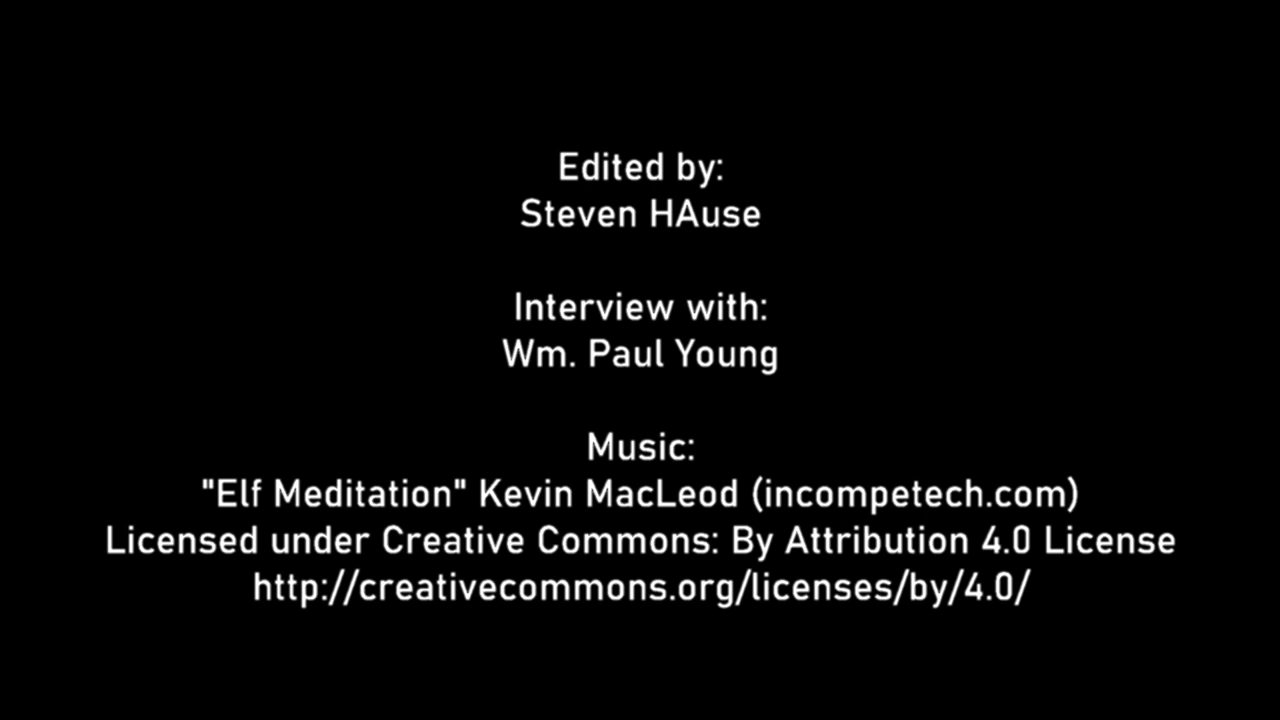 Edited by:
Steven HAuse
Interview with:
Wm. Paul Young
Music:
"Elf Meditation" Kevin MacLeod (incompetech.com)
Licensed under Creative Commons: By Attribution 4.0 License
http://creativecommons.org/licenses/by/4.0/